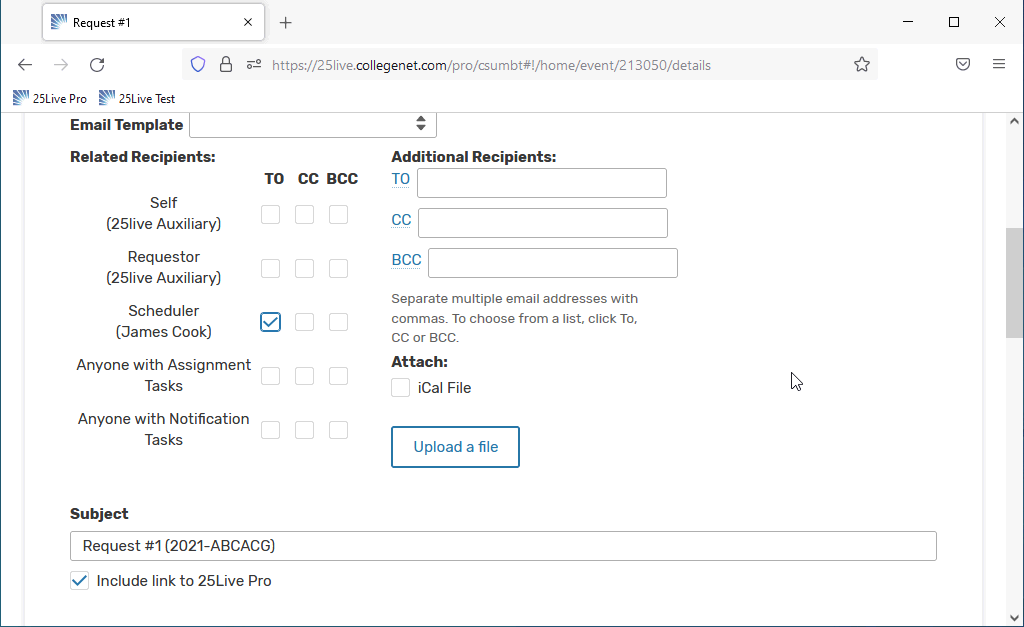 Request #1
https://25live.collegenet.com/pro/csumbt#!/home/event/213050/details
25Live Pro 25Live Test
Email Template
Related Recipients:
TO CC BCC
Self
(25live Auxiliary)
Requestor
(25live Auxiliary)
Scheduler
(James Cook)
Anyone with Assignment
Tasks
Anyone with Notification
Tasks
Additional Recipients:
TO
CC
BCC
Separate multiple email addresses with
commas. To choose from a list, click To,
CC or BCC.
Attach:
iCal File
Upload a file
Subject
Request #1 (2021-ABCACG)
Include link to 25Live Pro